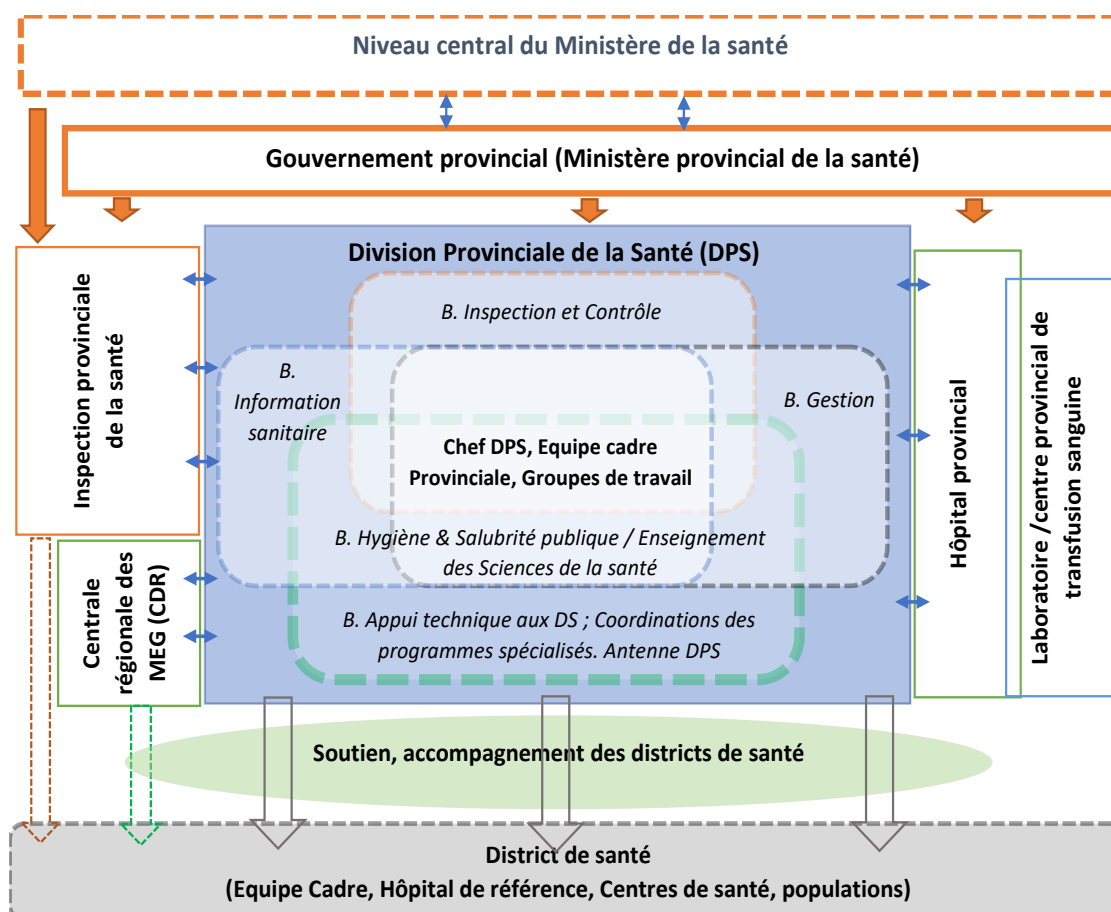 Niveau central du Ministère de la santé
Gouvernement provincial (Ministère provincial de la santé)
Division Provinciale de la Santé (DPS)
Inspection provinciale
de la santé
B. Inspection et Contrôle
B.
Information
sanitaire
B. Gestion
Chef DPS, Equipe cadre
Provinciale, Groupes de travail
B. Hygiène & Salubrité publique / Enseignement
des Sciences de la santé
B. Appui technique aux DS ; Coordinations des
programmes spécialisés. Antenne DPS
Centrale
régionale des
MEG (CDR)
Hôpital provincial
Laboratoire /centre provincial de
transfusion sanguine
Soutien, accompagnement des districts de santé
District de santé
(Equipe Cadre, Hôpital de référence, Centres de santé, populations)